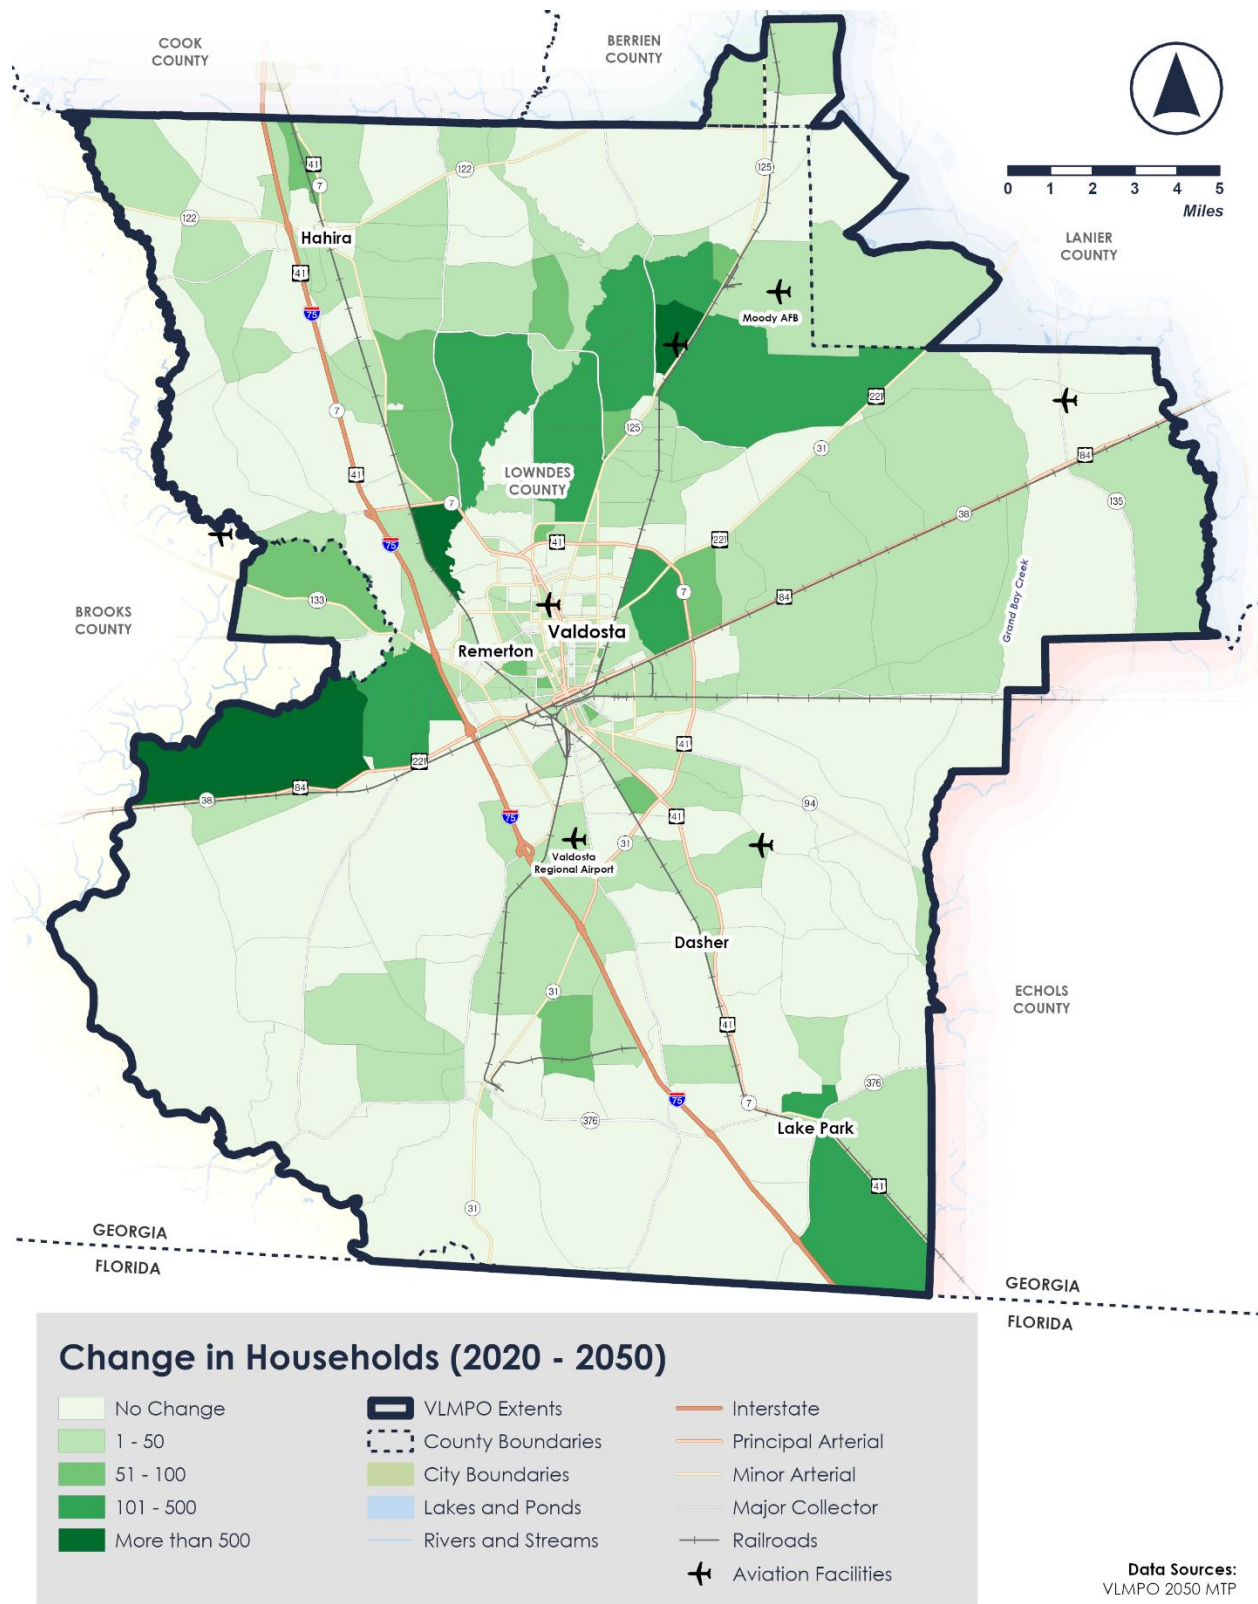 COOK
COUNTY
BERRIEN
COUNTY
0 1 2 3 4 5
Miles
41
7
122
125
122
Hahira
LANIER
COUNTY
41
75
Moody AFB
7
221
125
31
41
84
LOWNDES
COUNTY
7
135
38
75
41
221
133
7
84
Grand Bay Creek
BROOKS
COUNTY
Valdosta
Remerton
41
221
84
38
94
75
41
31
Valdosta
Regional Airport
Dasher
31
ECHOLS
COUNTY
41
376
75
7
376
Lake Park
41
31
GEORGIA
FLORIDA
GEORGIA
FLORIDA
Change in Households (2020 - 2050)
No Change
1 - 50
51 - 100
101 - 500
More than 500
VLMPO Extents
County Boundaries
City Boundaries
Lakes and Ponds
Rivers and Streams
Interstate
Principal Arterial
Minor Arterial
Major Collector
Railroads
Aviation Facilities
Data Sources:
VLMPO 2050 MTP